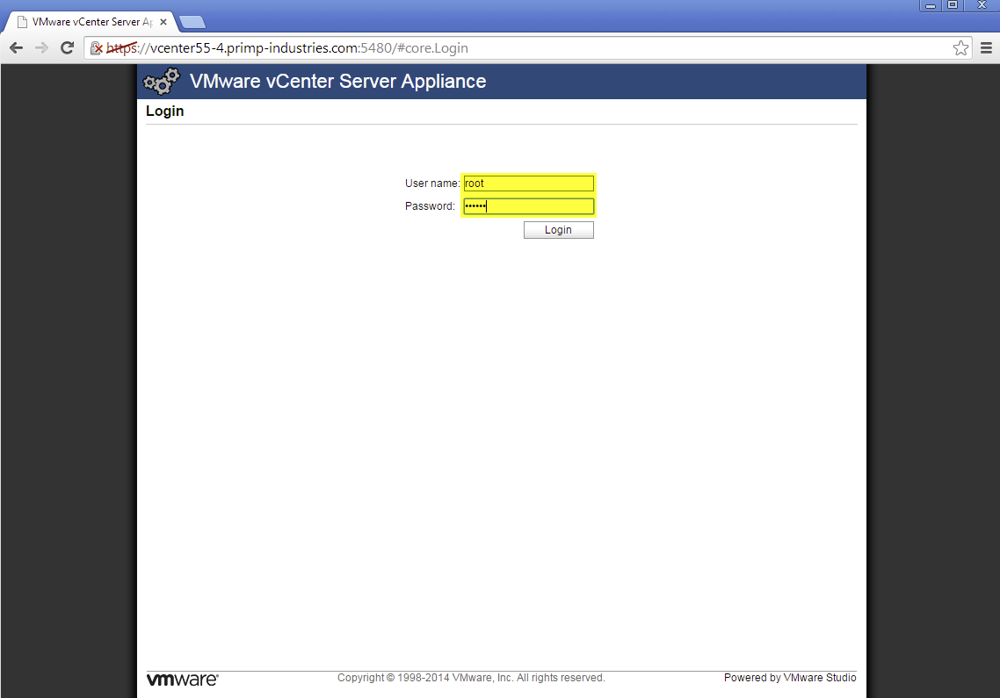 VMware vCenter Server Ap
https://vcenter55-4.primp-industries.com:5480/#core.Login
VMware vCenter Server Appliance
Login
User name: root
Password: ••••••
Login
vmware
Copyright © 1998-2014 VMware, Inc. All rights reserved.
Powered by VMware Studio